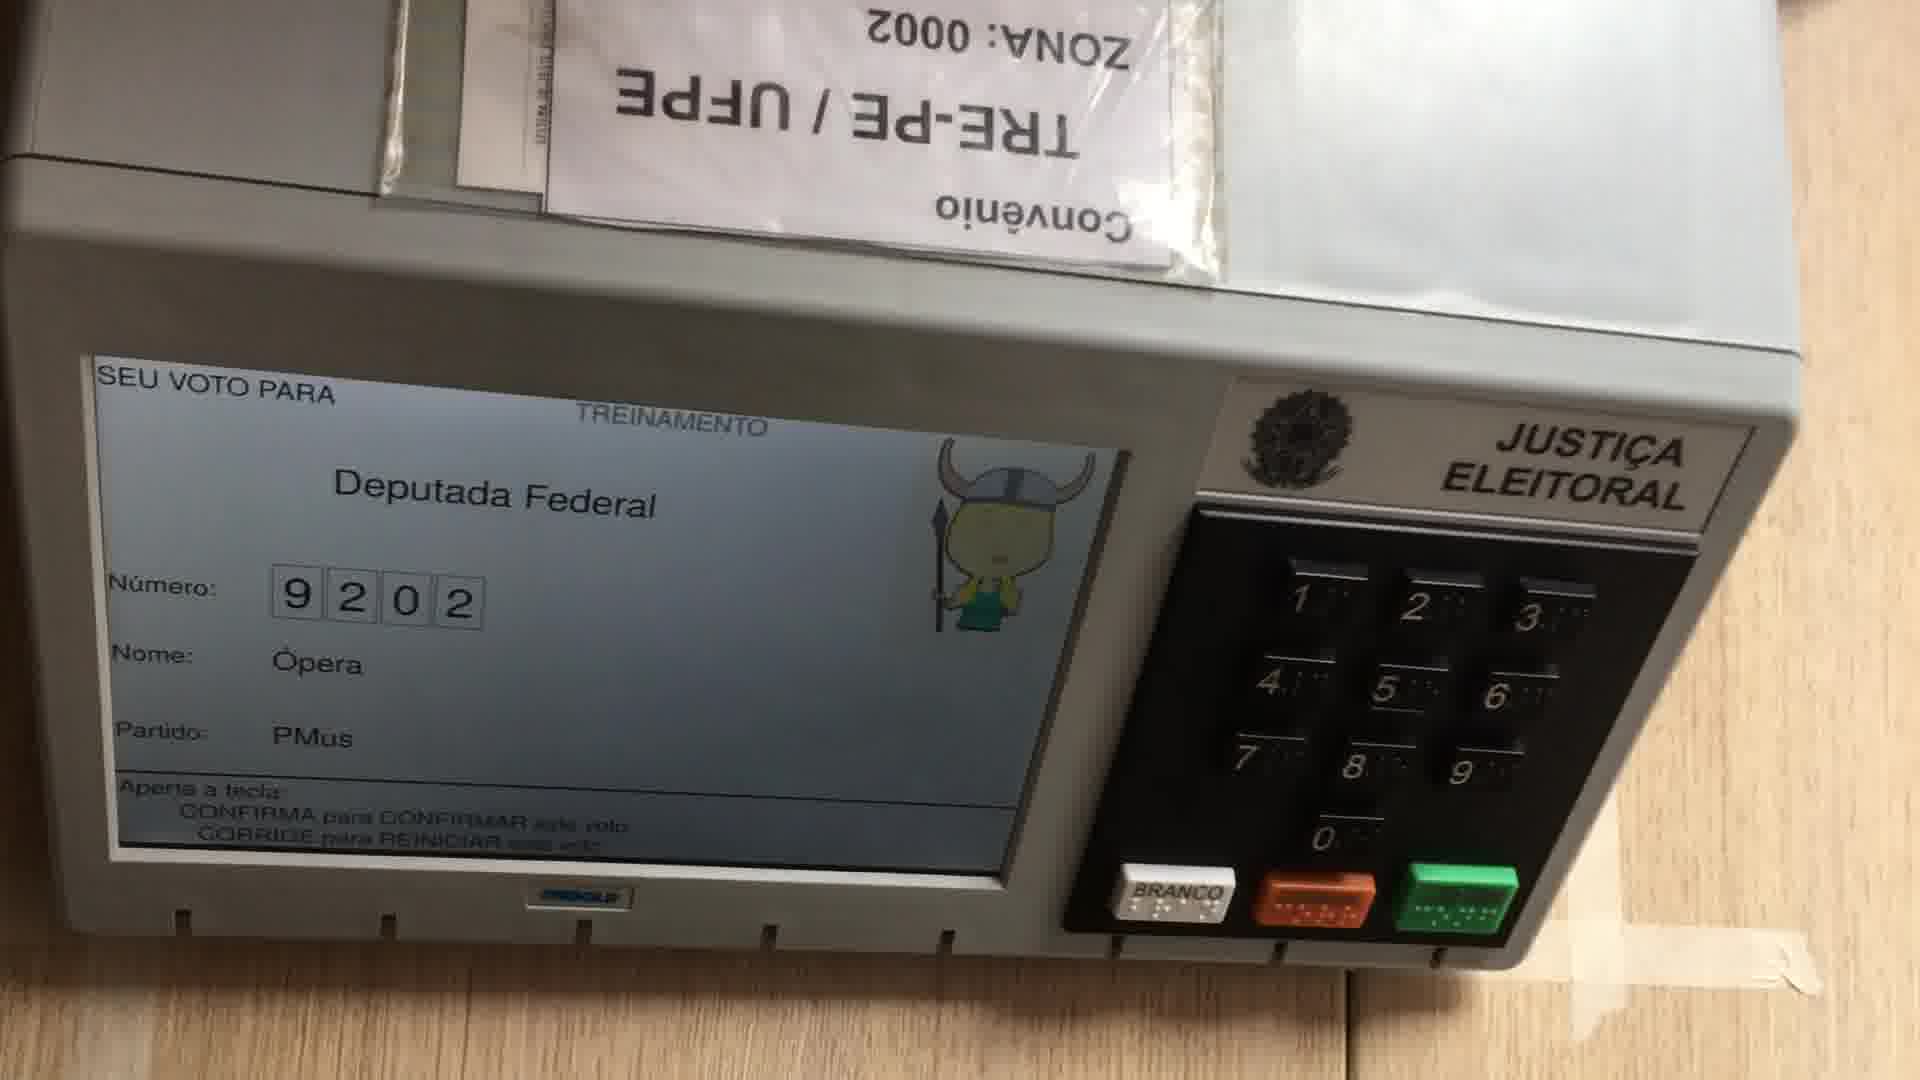 ZONA: 0002
TRE-PE / UFPE
Convênio
SEU VOTO PARA
TREINAMENTO
Deputada Federal
Número: 9202
Nome: Ópera
Partido: PMus
Aperte a tecla:
CONFIRMA para CONFIRMAR este voto
CORRIGE para REINICIAR este voto
JUSTIÇA
ELEITORAL
1 2 3
4 5 6
7 8 9
0
BRANCO